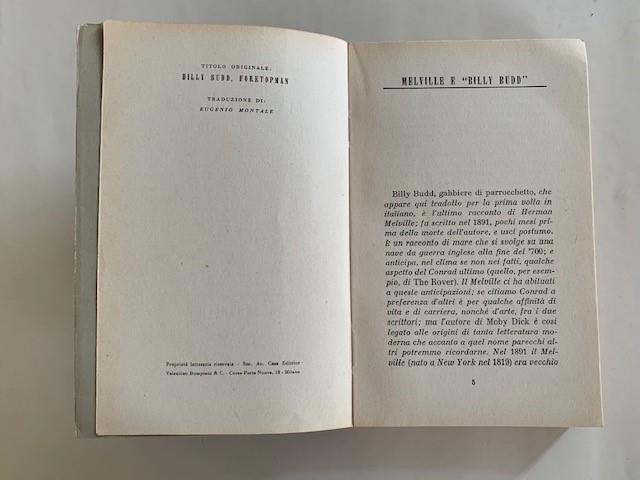 TITOLO ORIGINALE:
BILLY BUDD, FORETOPMAN
TRADUZIONE DI:
EUGENIO MONTALE
Proprietà letteraria riservata - Soc. An. Casa Editrice
Valentino Bompiani & C. - Corso Porta Nuova, 18 - Milano
MELVILLE E "BILLY BUDD"
Billy Budd, gabbiere di parrocchetto, che
appare qui tradotto per la prima volta in
italiano, è l'ultimo racconto di Herman
Melville; fu scritto nel 1891, pochi mesi pri-
ma della morte dell'autore, e uscì postumo.
È un racconto di mare che si svolge su una
nave da guerra inglese alla fine del '700; e
anticipa, nel clima se non nei fatti, qualche
aspetto del Conrad ultimo (quello, per esem-
pio, di The Rover). Il Melville ci ha abituati
a queste anticipazioni; se citiamo Conrad a
preferenza d'altri è per qualche affinità di
vita e di carriera, nonché d'arte, fra i due
scrittori; ma l'autore di Moby Dick è così
legato alle origini di tanta letteratura mo-
derna che accanto a quel nome parecchi al-
tri potremmo ricordarne. Nel 1891 il Mel-
ville (nato a New York nel 1819) era vecchio
5